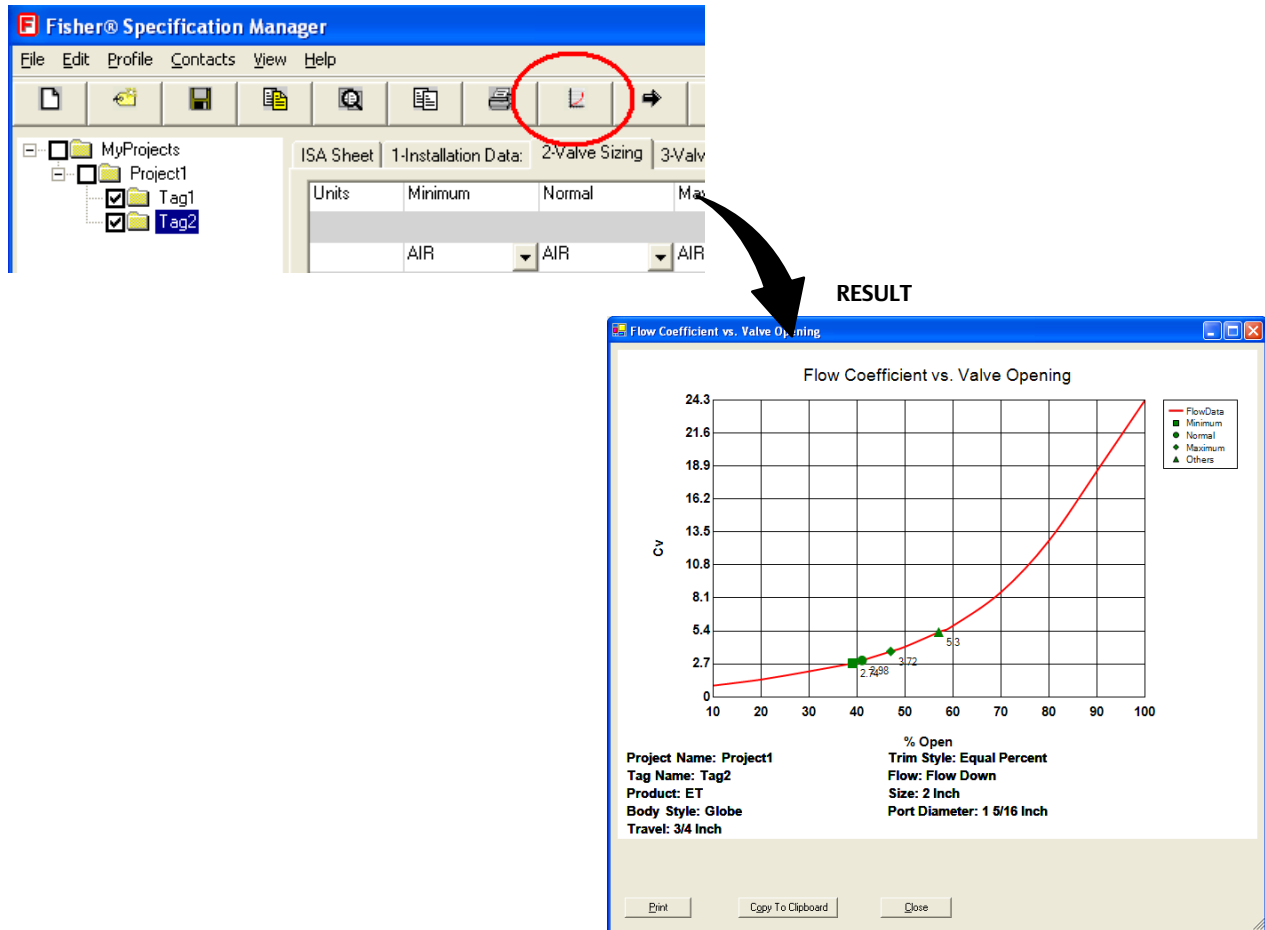 Fisher® Specification Manager
File Edit Profile Contacts View Help
MyProjects
Project1
Tag1
Tag2
ISA Sheet 1-Installation Data: 2-Valve Sizing 3-Valv
Units Minimum Normal Max
AIR AIR AIR
RESULT
Flow Coefficient vs. Valve Opening
Flow Coefficient vs. Valve Opening
24.3
21.6
18.9
16.2
13.5
10.8
8.1
5.4
2.7
0
Cv
FlowData
Minimum
Normal
Maximum
Others
2.74
2.98
3.72
5.3
10 20 30 40 50 60 70 80 90 100
% Open
Project Name: Project1
Tag Name: Tag2
Product: ET
Body Style: Globe
Travel: 3/4 Inch
Trim Style: Equal Percent
Flow: Flow Down
Size: 2 Inch
Port Diameter: 1 5/16 Inch
Print Copy To Clipboard Close